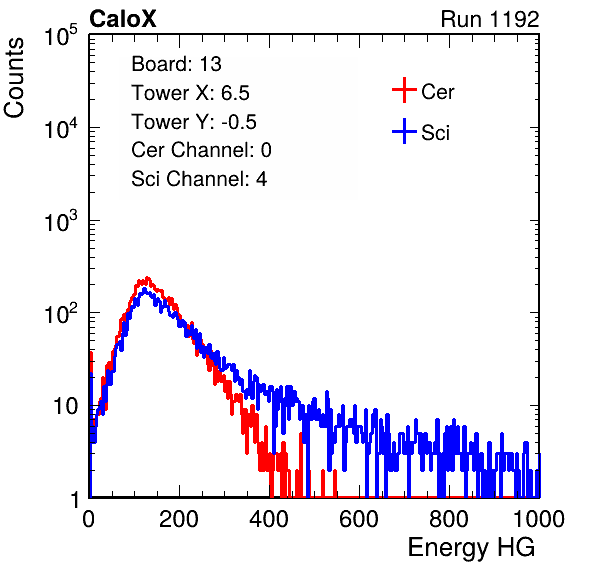 CaloX Run 1192
10^5
Counts
Board: 13
Tower X: 6.5
Tower Y: -0.5
Cer Channel: 0
Sci Channel: 4
Cer
Sci
10^4
10^3
10^2
10
1
0 200 400 600 800 1000
Energy HG